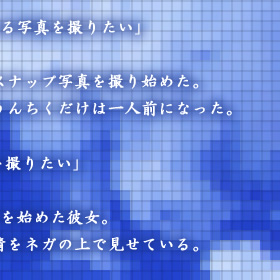 る写真を撮りたい」
スナップ写真を撮り始めた。
うんちくだけは一人前になった。
を撮りたい」
を始めた彼女。
情をネガの上で見せている。